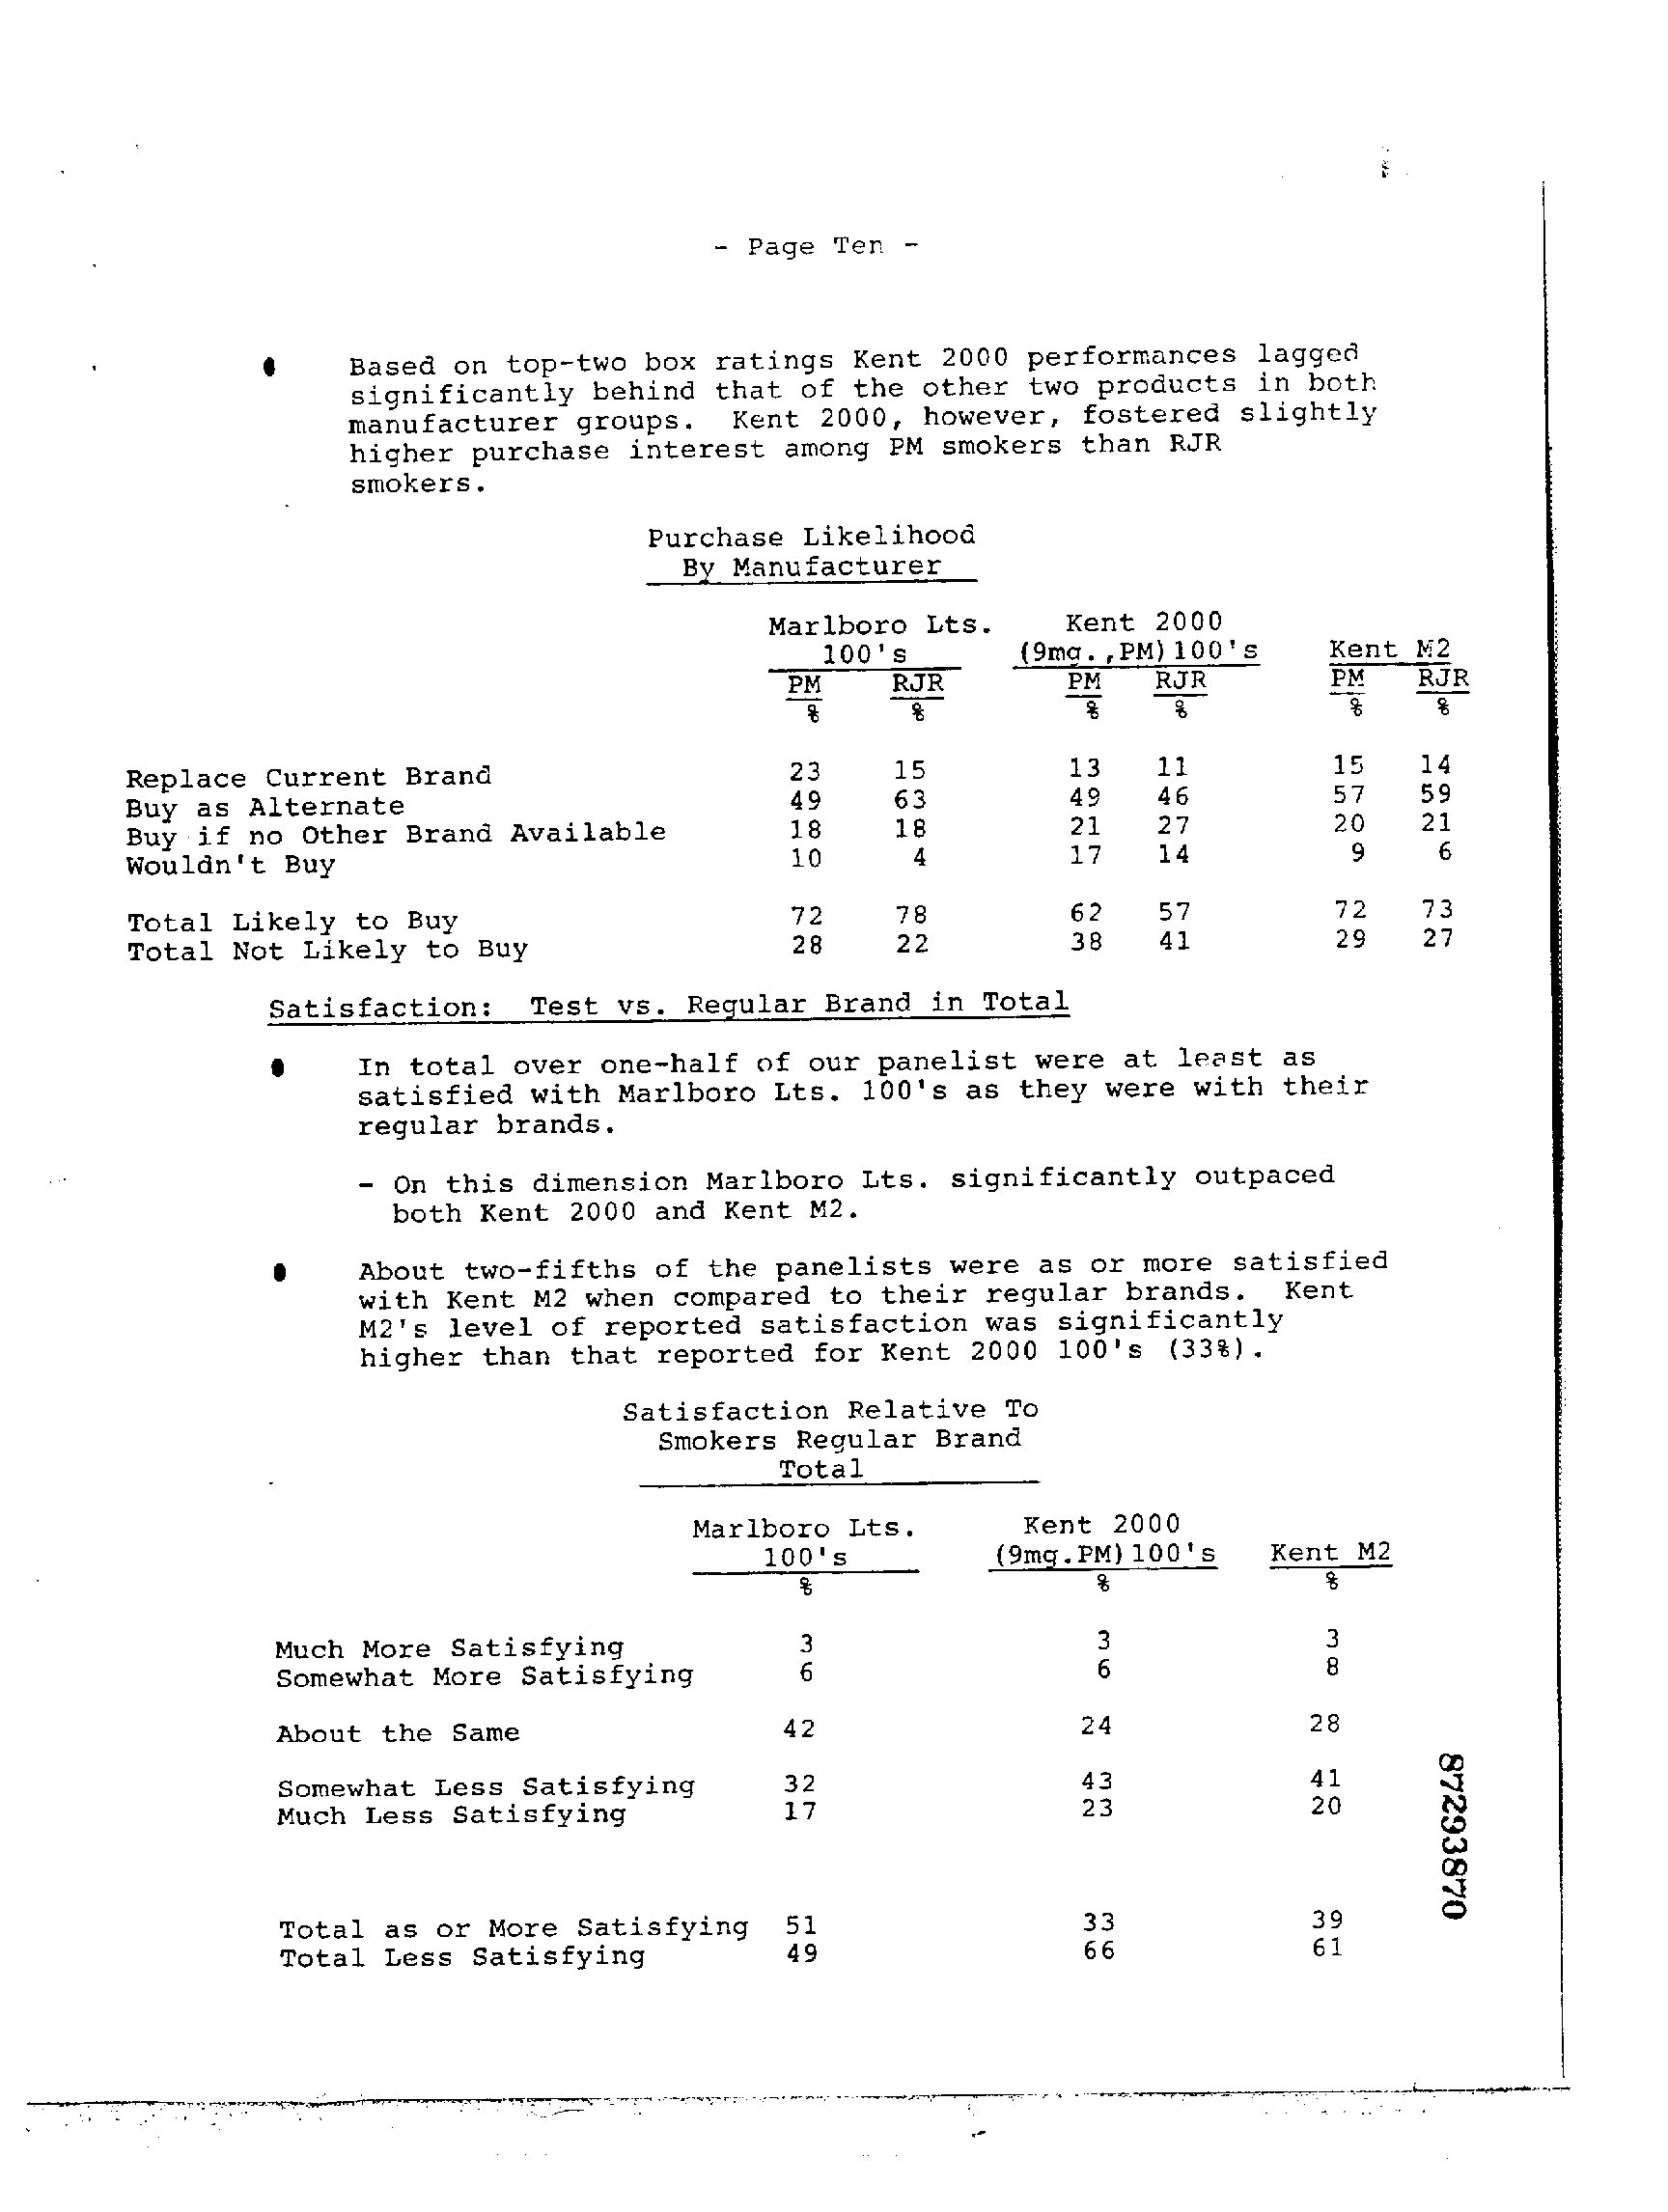 - Page Ten -
Based on top-two box ratings Kent 2000 performances lagged
significantly behind that of the other two products in both
manufacturer groups. Kent 2000, however, fostered slightly
higher purchase interest among PM smokers than RJR
smokers.
Purchase Likelihood
By Manufacturer
Marlboro Lts. Kent 2000
100's (9mg.,PM)100's Kent M2
PM RJR PM RJR PM RJR
% % % % % %
Replace Current Brand 23 15 13 11 15 14
Buy as Alternate 49 63 49 46 57 59
Buy if no Other Brand Available 18 18 21 27 20 21
Wouldn't Buy 10 4 17 14 9 6
Total Likely to Buy 72 78 62 57 72 73
Total Not Likely to Buy 28 22 38 41 29 27
Satisfaction: Test vs. Regular Brand in Total
In total over one-half of our panelist were at least as
satisfied with Marlboro Lts. 100's as they were with their
regular brands.
- On this dimension Marlboro Lts. significantly outpaced
both Kent 2000 and Kent M2.
About two-fifths of the panelists were as or more satisfied
with Kent M2 when compared to their regular brands. Kent
M2's level of reported satisfaction was significantly
higher than that reported for Kent 2000 100's (33%).
Satisfaction Relative To
Smokers Regular Brand
Total
Marlboro Lts. Kent 2000
100's (9mg.PM)100's Kent M2
% % %
Much More Satisfying 3 3 3
Somewhat More Satisfying 6 6 8
About the Same 42 24 28
Somewhat Less Satisfying 32 43 41
Much Less Satisfying 17 23 20
Total as or More Satisfying 51 33 39
Total Less Satisfying 49 66 61
87293870